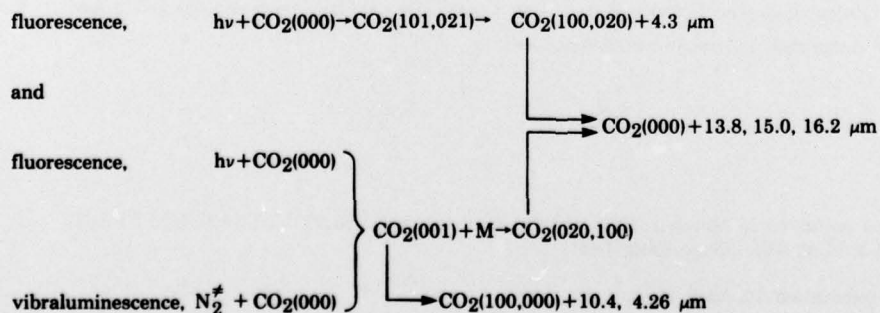 fluorescence, hν+CO₂(000)→CO₂(101,021)→ CO₂(100,020)+4.3 μm
and
CO₂(000)+13.8, 15.0, 16.2 μm
fluorescence, hν+CO₂(000)
CO₂(001)+M→CO₂(020,100)
vibraluminescence, N₂≠ + CO₂(000)
CO₂(100,000)+10.4, 4.26 μm